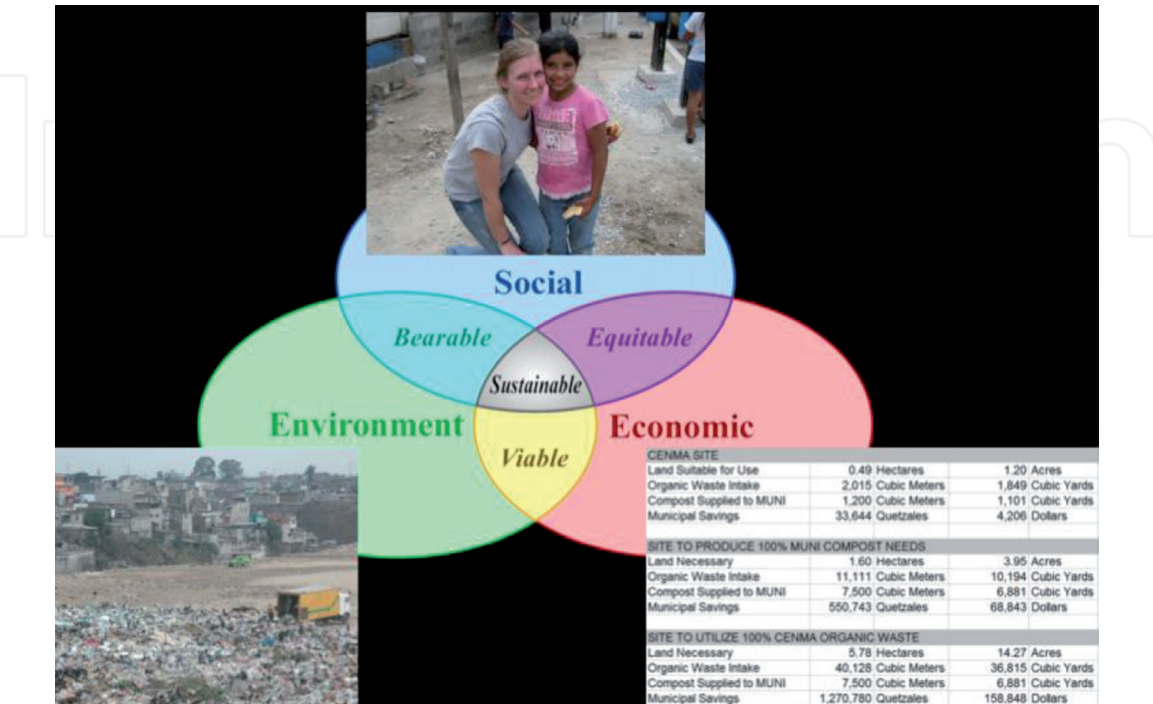 Social
Bearable
Equitable
Sustainable
Environment
Economic
Viable
CENMA SITE
Land Suitable for Use 0.49 Hectares 1.20 Acres
Organic Waste Intake 2,015 Cubic Meters 1,849 Cubic Yards
Compost Supplied to MUNI 1,200 Cubic Meters 1,101 Cubic Yards
Municipal Savings 33,644 Quetzales 4,206 Dollars
SITE TO PRODUCE 100% MUNI COMPOST NEEDS
Land Necessary 1.60 Hectares 3.95 Acres
Organic Waste Intake 11,111 Cubic Meters 10,194 Cubic Yards
Compost Supplied to MUNI 7,500 Cubic Meters 6,881 Cubic Yards
Municipal Savings 550,743 Quetzales 68,843 Dollars
SITE TO UTILIZE 100% CENMA ORGANIC WASTE
Land Necessary 5.78 Hectares 14.27 Acres
Organic Waste Intake 40,128 Cubic Meters 36,815 Cubic Yards
Compost Supplied to MUNI 7,500 Cubic Meters 6,881 Cubic Yards
Municipal Savings 1,270,780 Quetzales 158,848 Dollars